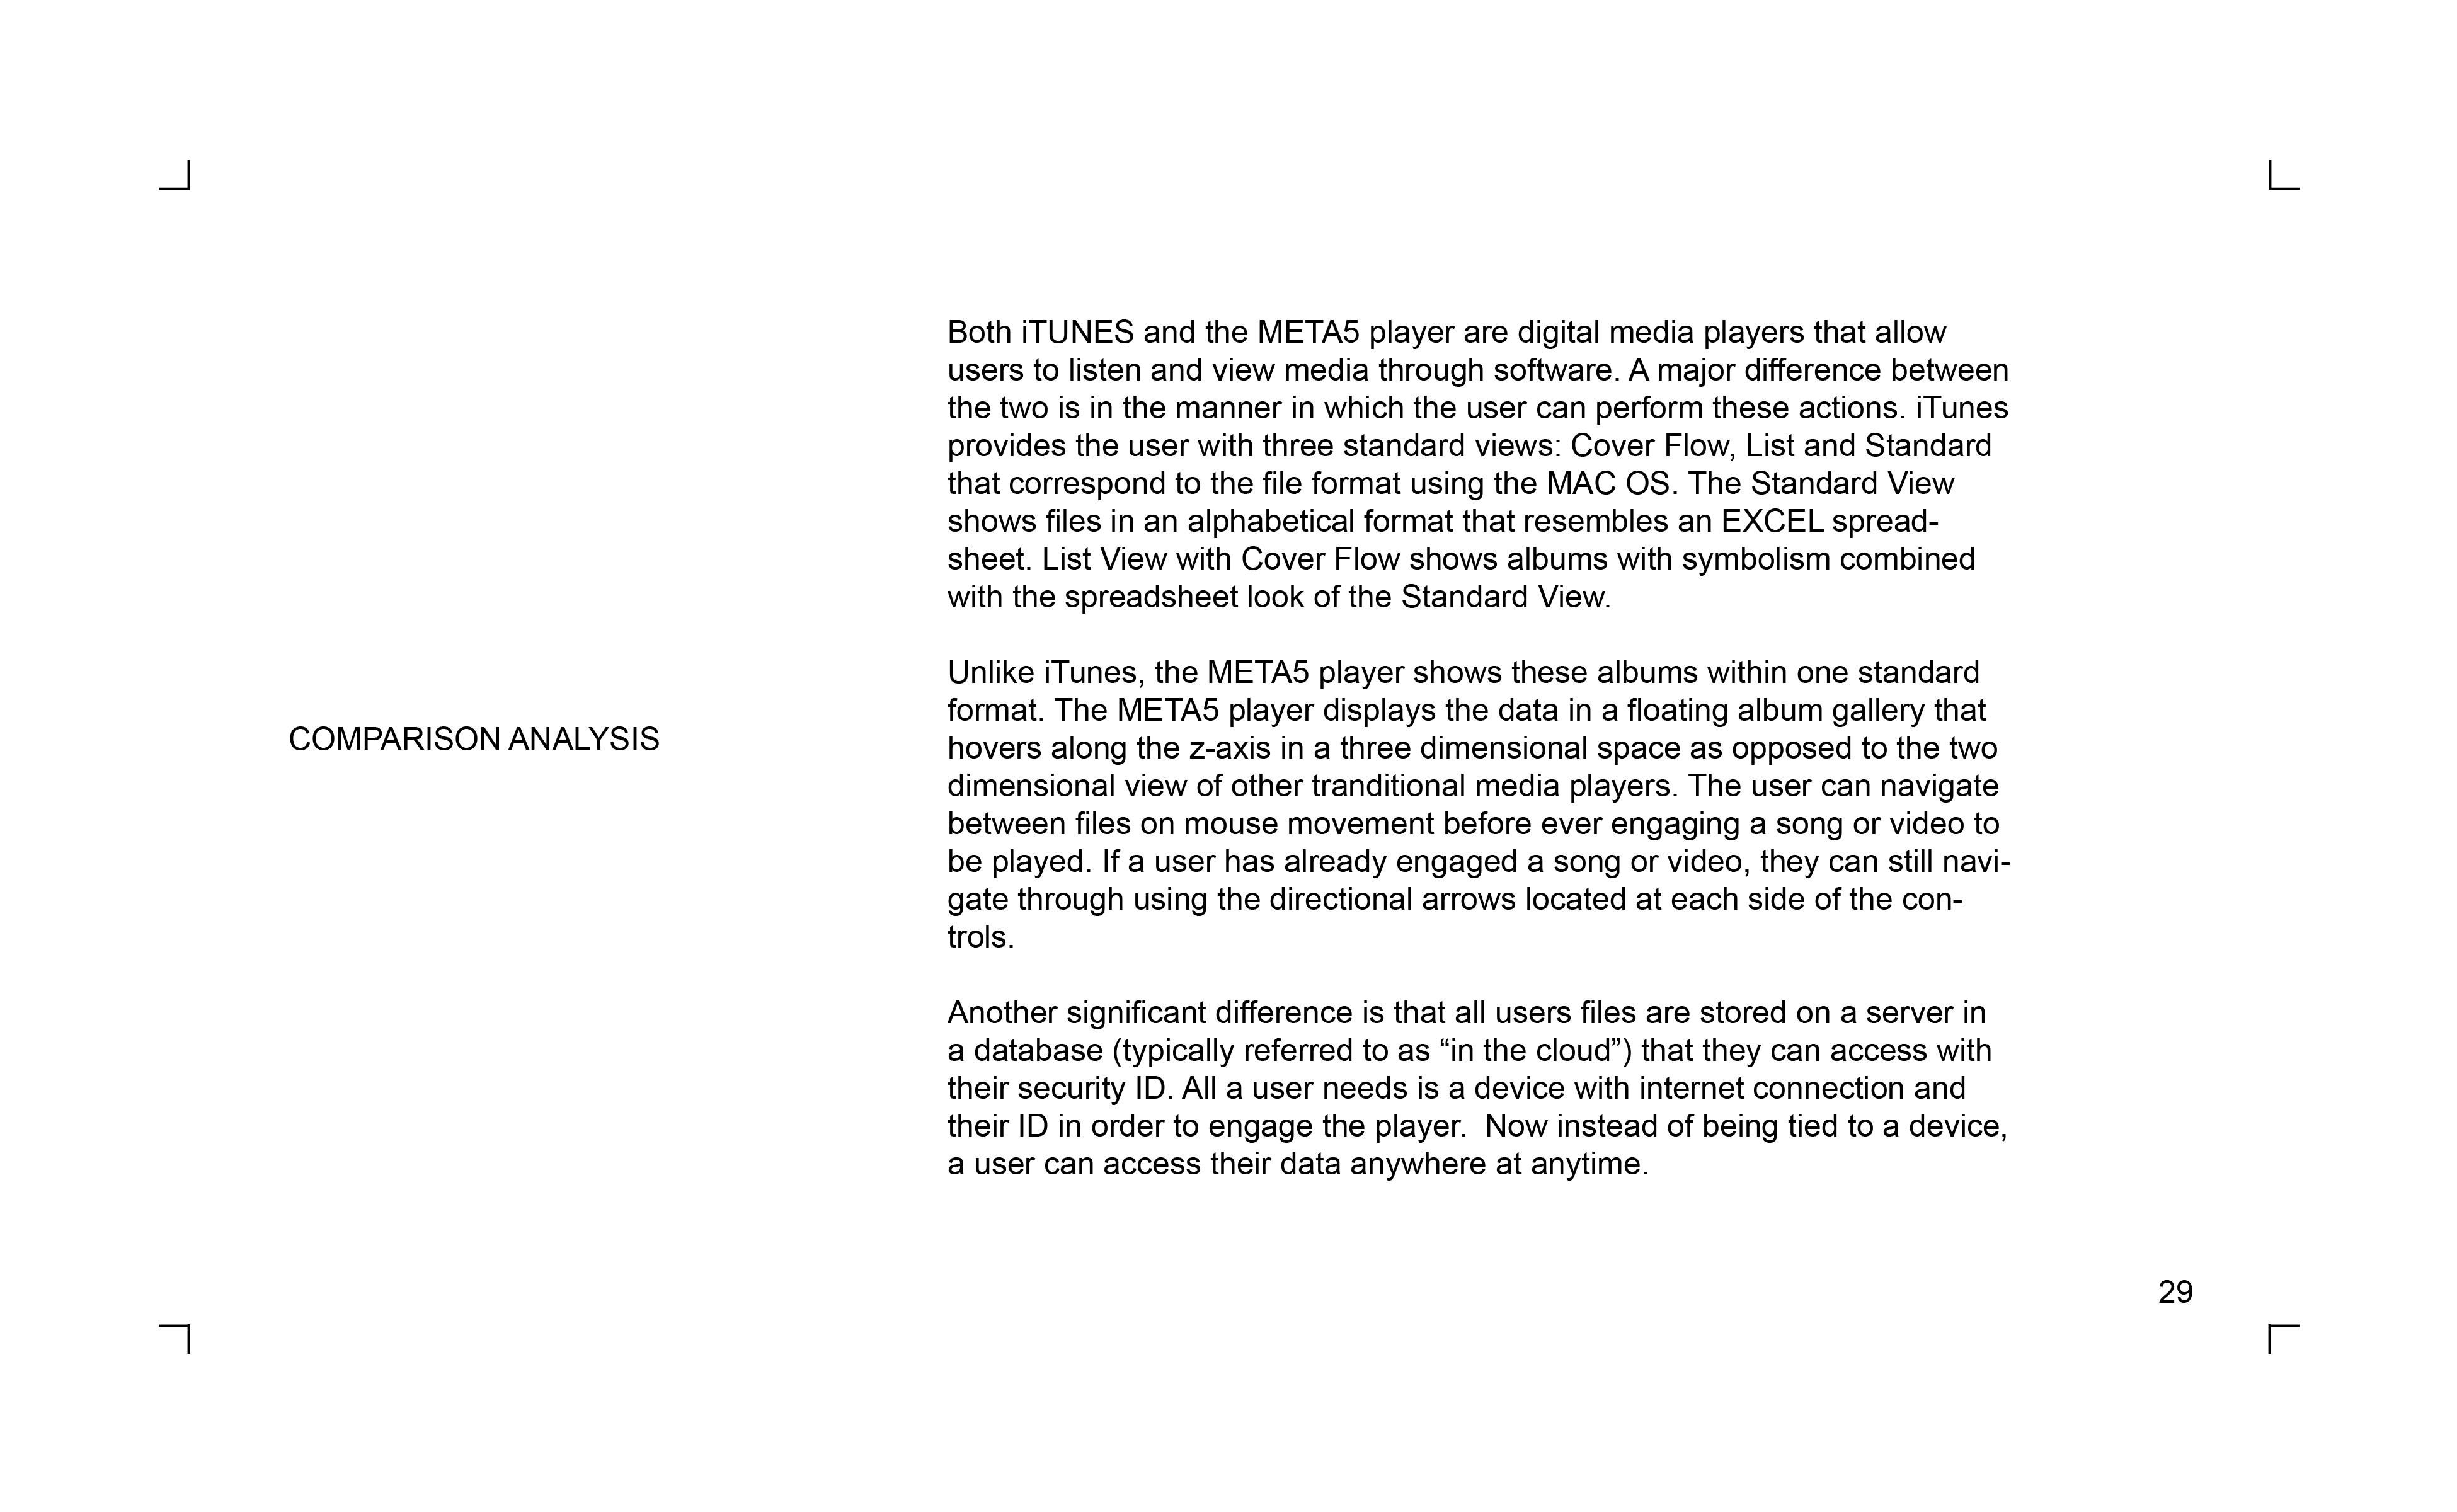 COMPARISON ANALYSIS
Both iTUNES and the META5 player are digital media players that allow
users to listen and view media through software. A major difference between
the two is in the manner in which the user can perform these actions. iTunes
provides the user with three standard views: Cover Flow, List and Standard
that correspond to the file format using the MAC OS. The Standard View
shows files in an alphabetical format that resembles an EXCEL spread-
sheet. List View with Cover Flow shows albums with symbolism combined
with the spreadsheet look of the Standard View.
Unlike iTunes, the META5 player shows these albums within one standard
format. The META5 player displays the data in a floating album gallery that
hovers along the z-axis in a three dimensional space as opposed to the two
dimensional view of other tranditional media players. The user can navigate
between files on mouse movement before ever engaging a song or video to
be played. If a user has already engaged a song or video, they can still navi-
gate through using the directional arrows located at each side of the con-
trols.
Another significant difference is that all users files are stored on a server in
a database (typically referred to as “in the cloud”) that they can access with
their security ID. All a user needs is a device with internet connection and
their ID in order to engage the player.  Now instead of being tied to a device,
a user can access their data anywhere at anytime.
29